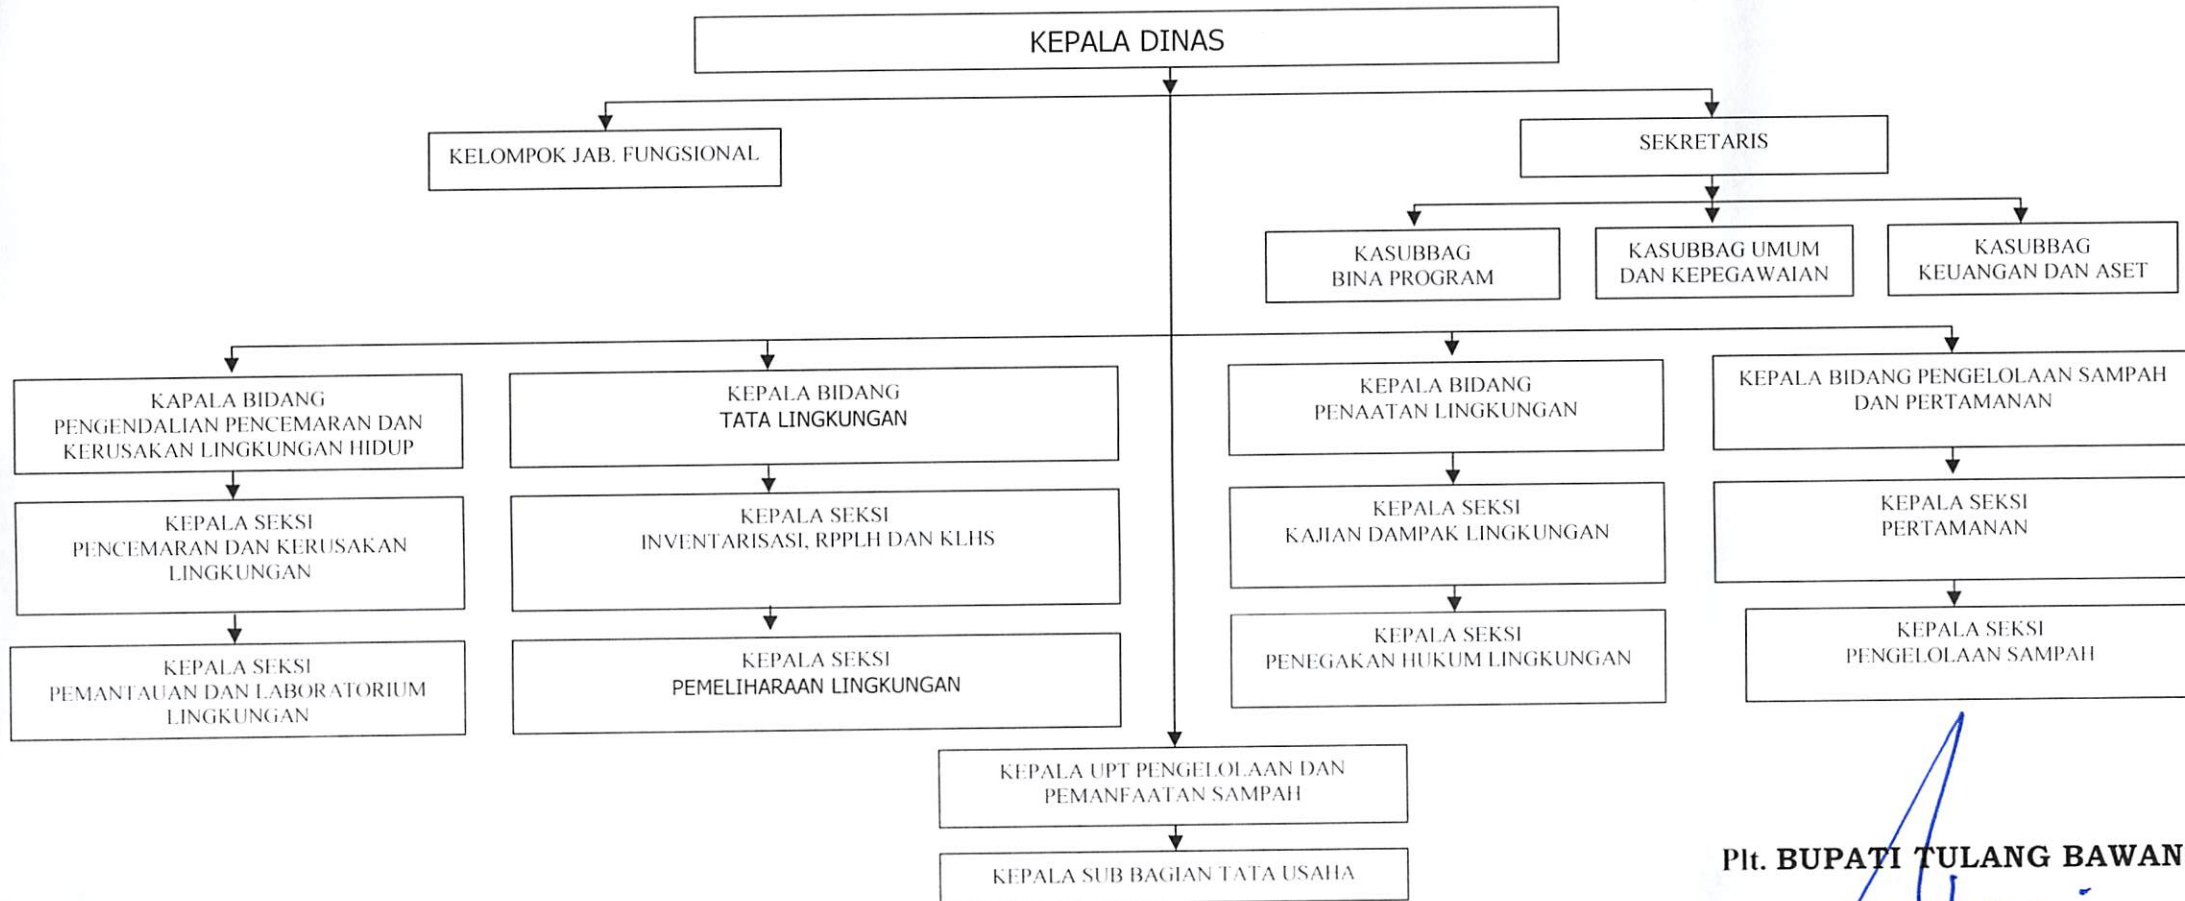 KEPALA DINAS
KELOMPOK JAB. FUNGSIONAL
SEKRETARIS
KASUBBAG
BINA PROGRAM
KASUBBAG UMUM
DAN KEPEGAWAIAN
KASUBBAG
KEUANGAN DAN ASET
KAPALA BIDANG
PENGENDALIAN PENCEMARAN DAN
KERUSAKAN LINGKUNGAN HIDUP
KEPALA BIDANG
TATA LINGKUNGAN
KEPALA BIDANG
PENAATAN LINGKUNGAN
KEPALA BIDANG PENGELOLAAN SAMPAH
DAN PERTAMANAN
KEPALA SEKSI
PENCEMARAN DAN KERUSAKAN
LINGKUNGAN
KEPALA SEKSI
INVENTARISASI, RPPLH DAN KLHS
KEPALA SEKSI
KAJIAN DAMPAK LINGKUNGAN
KEPALA SEKSI
PERTAMANAN
KEPALA SEKSI
PEMANTAUAN DAN LABORATORIUM
LINGKUNGAN
KEPALA SEKSI
PEMELIHARAAN LINGKUNGAN
KEPALA SEKSI
PENEGAKAN HUKUM LINGKUNGAN
KEPALA SEKSI
PENGELOLAAN SAMPAH
KEPALA UPT PENGELOLAAN DAN
PEMANFAATAN SAMPAH
KEPALA SUB BAGIAN TATA USAHA
Plt. BUPATI TULANG BAWAN